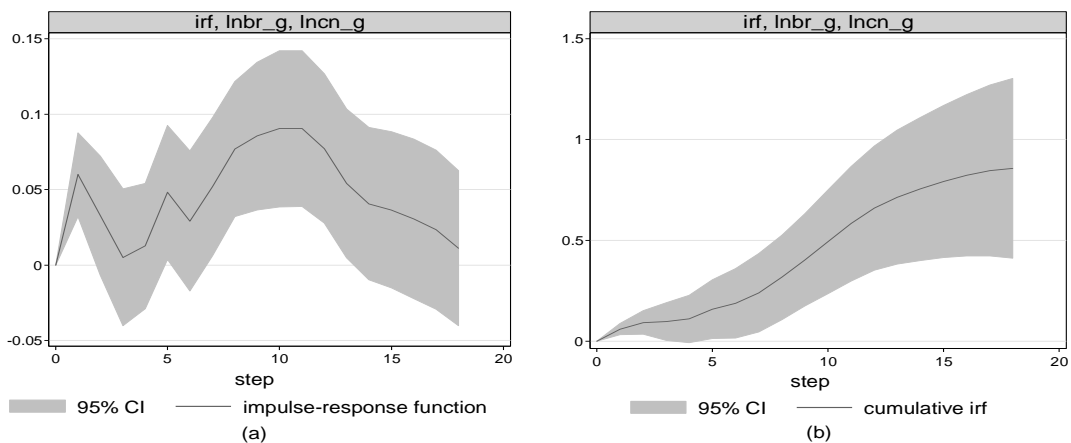 irf, lnbr_g, lncn_g
0.15
0.1
0.05
0
-0.05
0
5
10
15
20
step
95% CI
impulse-response function
(a)
irf, lnbr_g, lncn_g
1.5
1
0.5
0
0
5
10
15
20
step
95% CI
cumulative irf
(b)